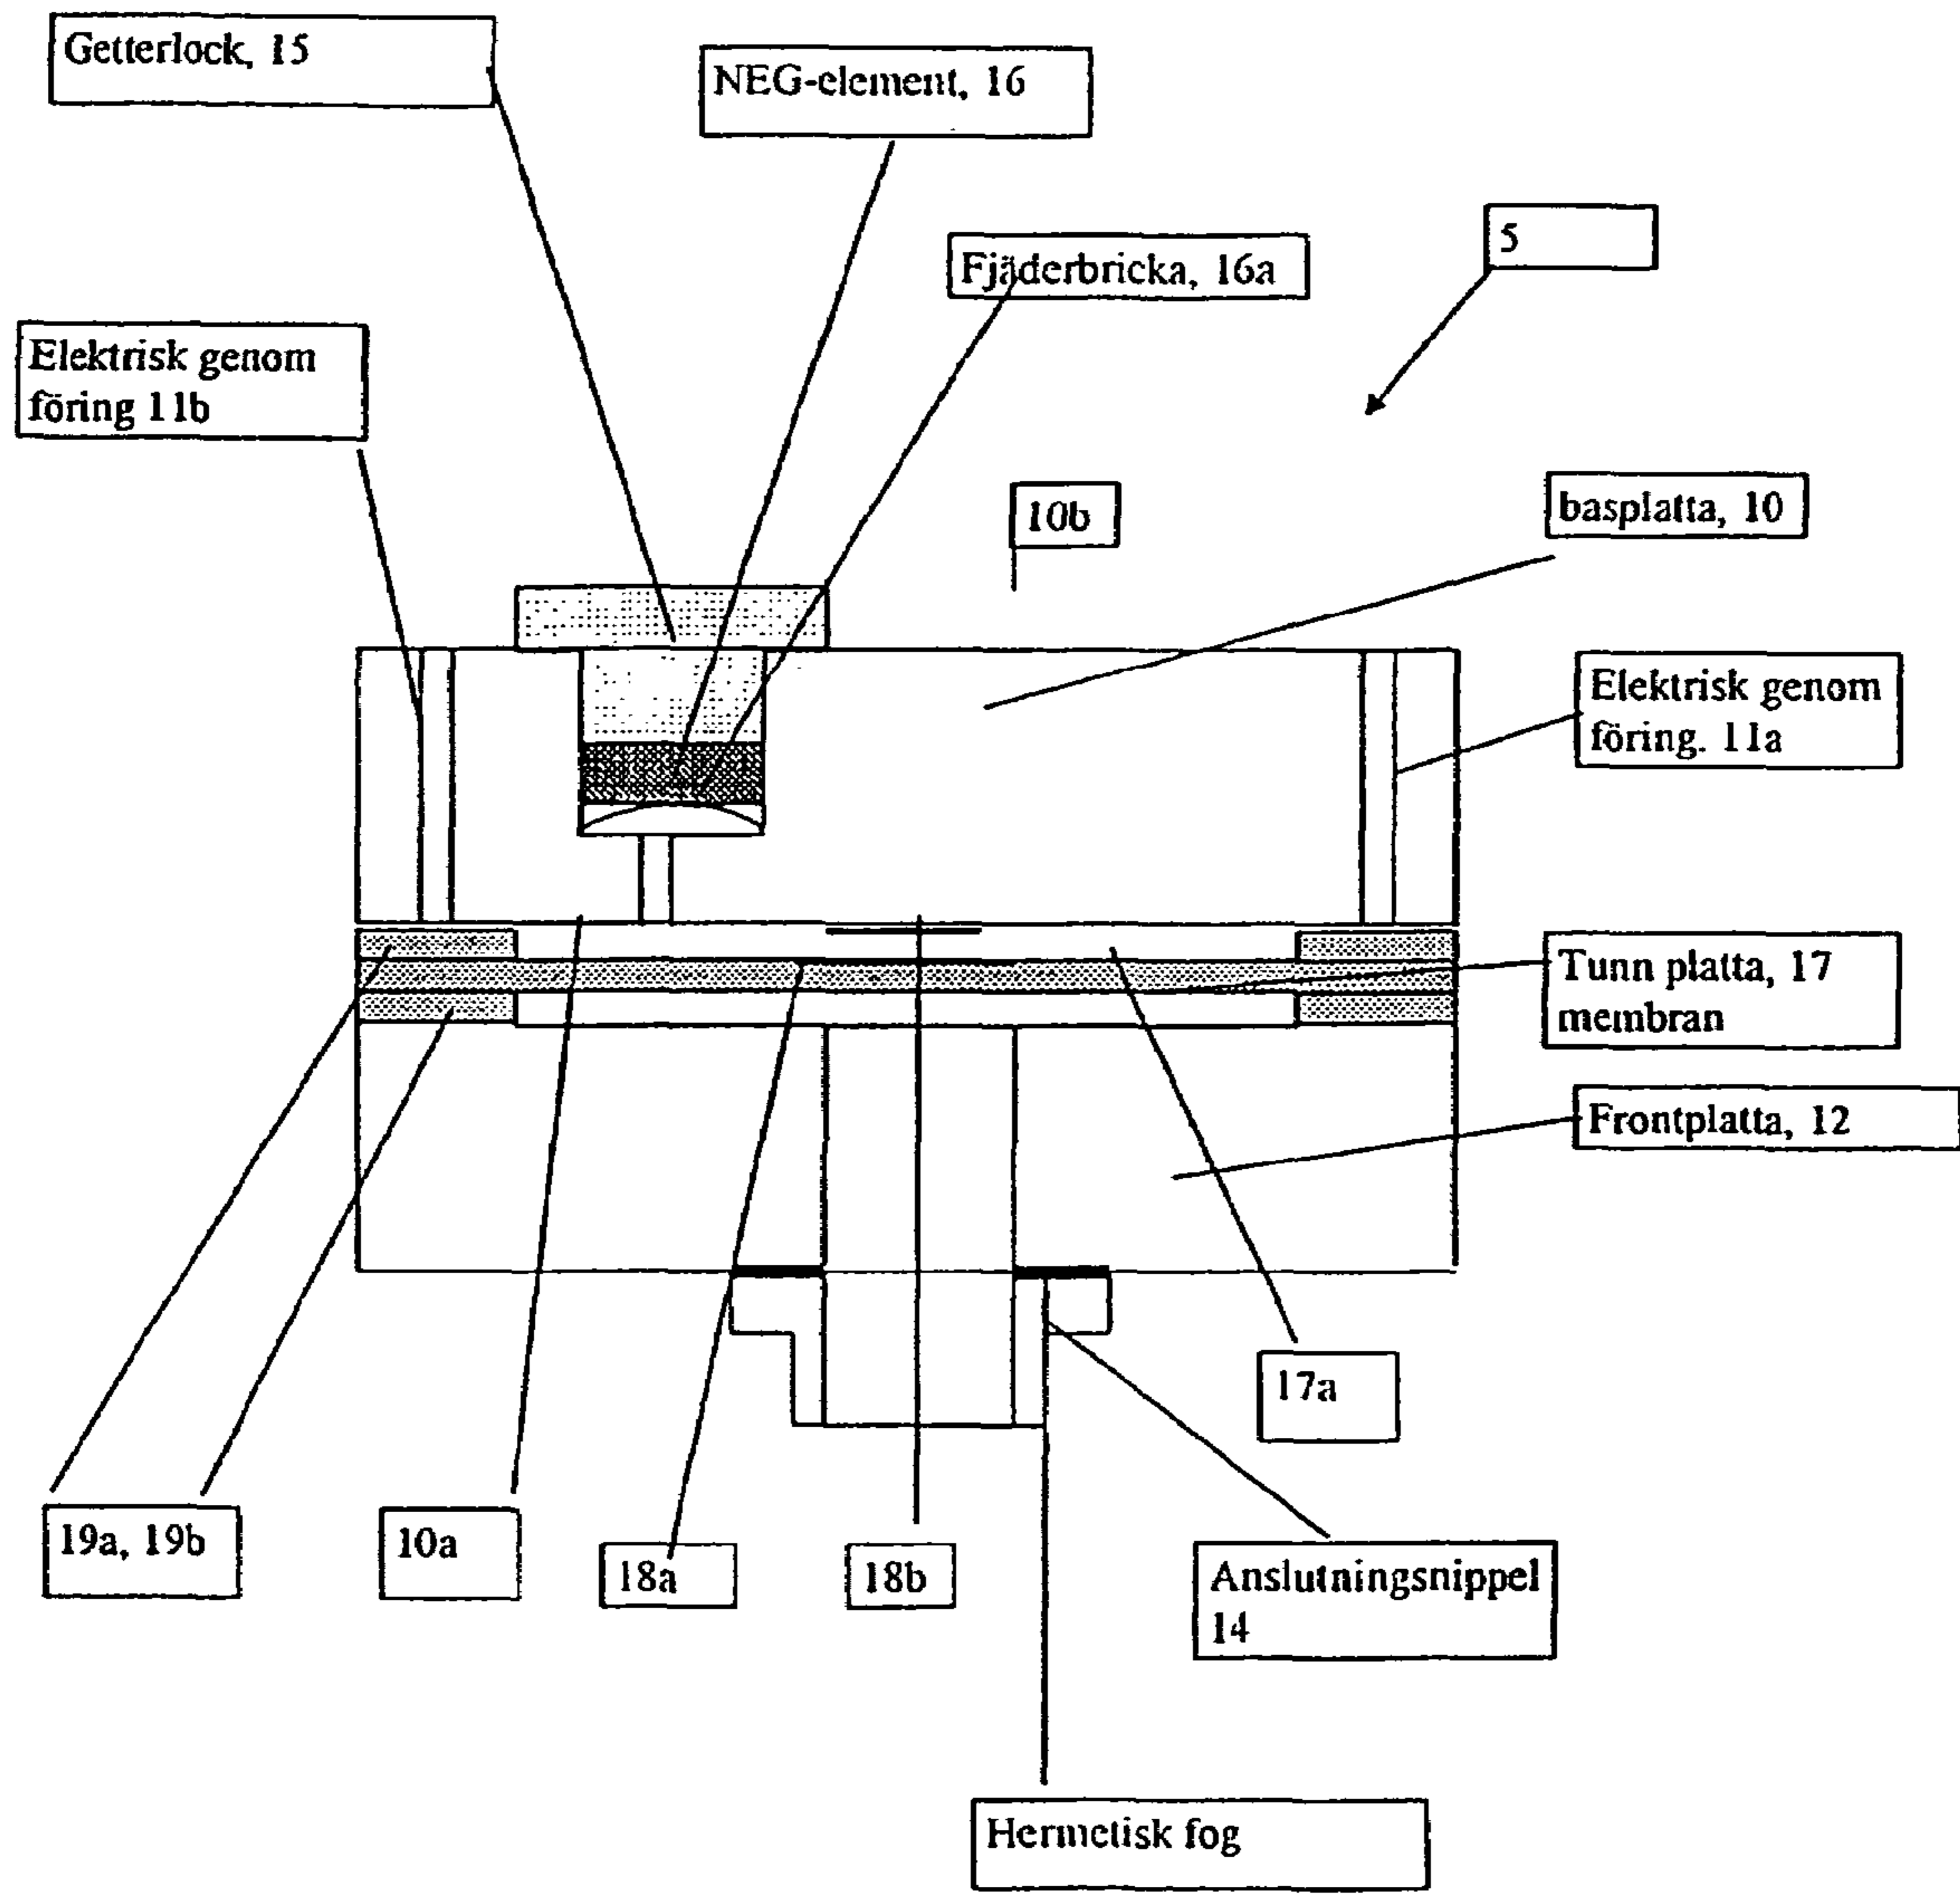 Getterlock, 15
NEG-element, 16
5
Fjäderbricka, 16a
Elektrisk genom
föring 11b
10b
basplatta, 10
Elektrisk genom
föring. 11a
Tunn platta, 17
membran
Frontplatta, 12
17a
19a, 19b
10a
18a
18b
Anslutningsnippel
14
Hermetisk fog